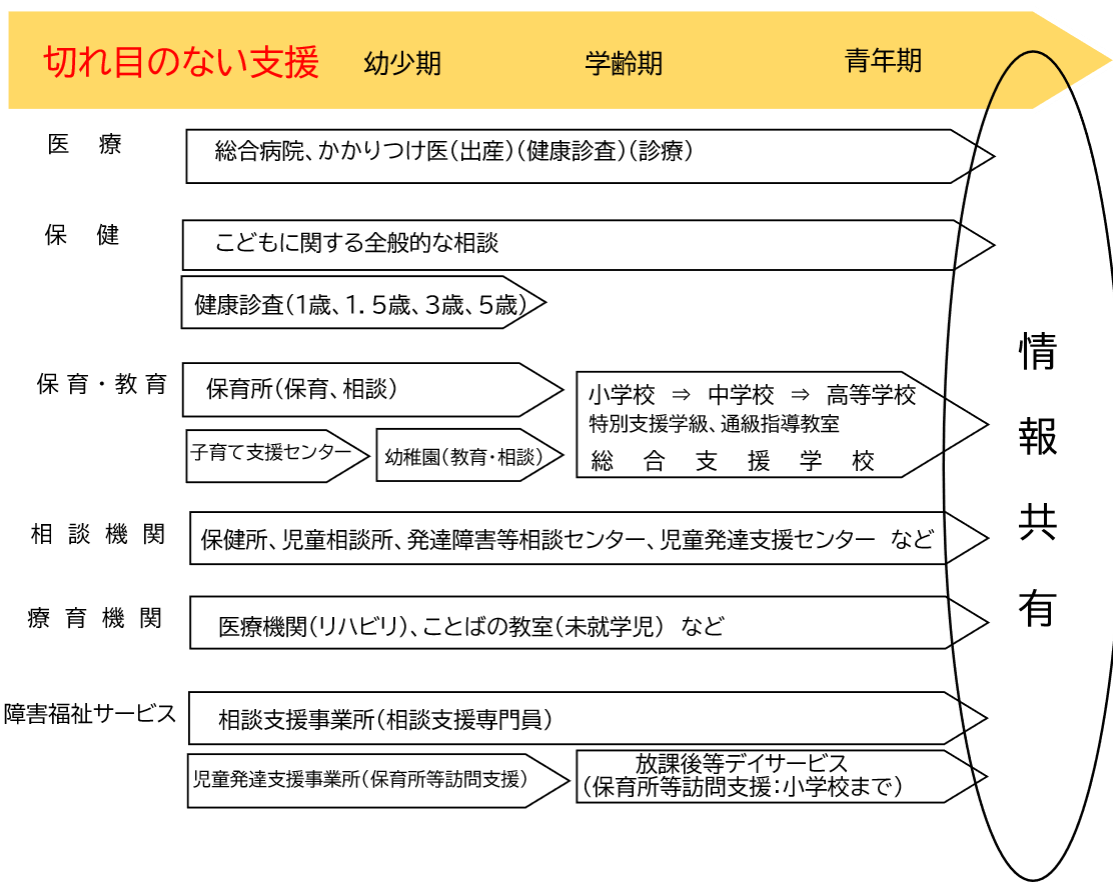 切れ目のない支援 幼少期 学齢期 青年期
医 療
総合病院、かかりつけ医(出産)(健康診査)(診療)
保 健
こどもに関する全般的な相談
健康診査(1歳、1.5歳、3歳、5歳)
保育・教育
保育所(保育、相談)
子育て支援センター
幼稚園(教育・相談)
小学校 ⇒ 中学校 ⇒ 高等学校
特別支援学級、通級指導教室
総合支援学校
相談機関
保健所、児童相談所、発達障害等相談センター、児童発達支援センター など
療育機関
医療機関(リハビリ)、ことばの教室(未就学児) など
障害福祉サービス
相談支援事業所(相談支援専門員)
児童発達支援事業所(保育所等訪問支援)
放課後等デイサービス
(保育所等訪問支援:小学校まで)
情報共有